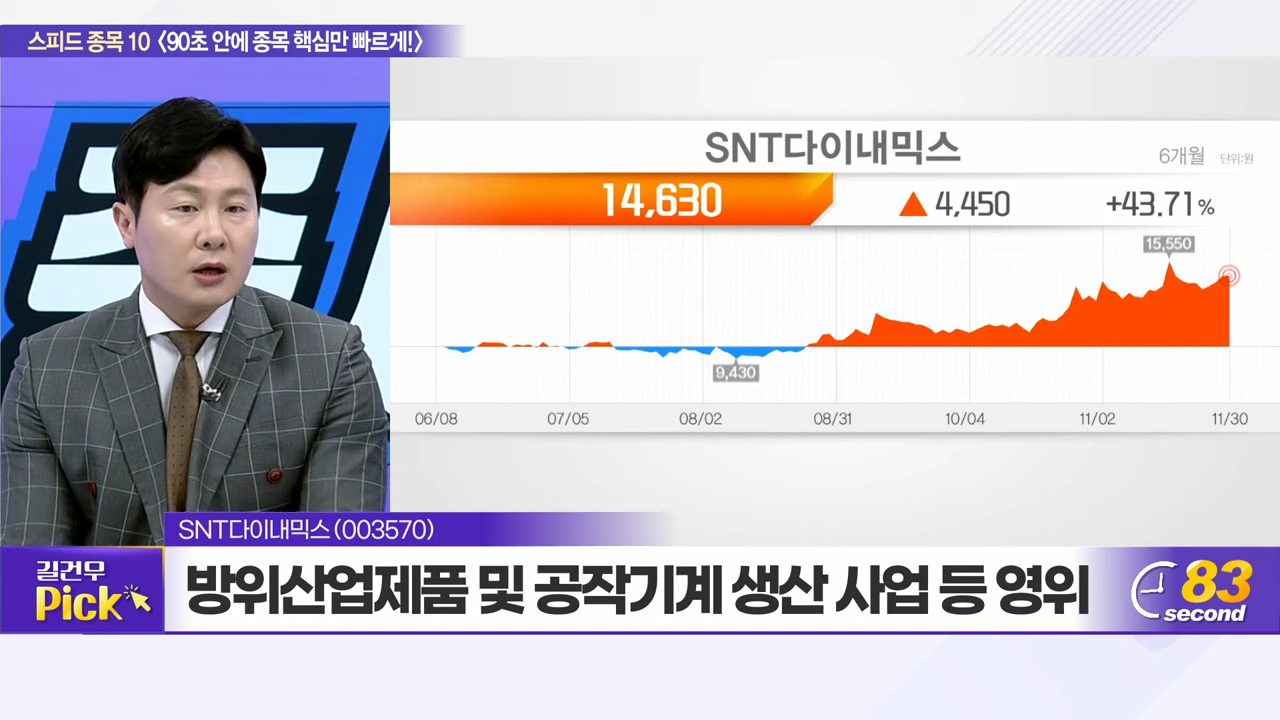 스피드 종목 10 〈90초 안에 종목 핵심만 빠르게!〉
SNT다이내믹스
6개월 단위:원
14,630 ▲ 4,450 +43.71%
15,550
9,430
06/08 07/05 08/02 08/31 10/04 11/02 11/30
SNT다이내믹스(003570)
길건무
Pick
방위산업제품 및 공작기계 생산 사업 등 영위
83
second